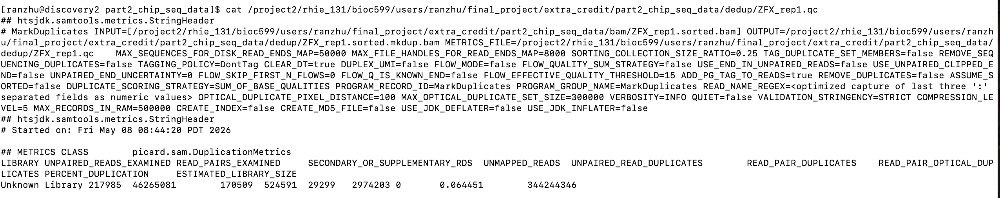 [ranzhu@discovery2 part2_chip_seq_data]$ cat /project2/rhie_131/bioc599/users/ranzhu/final_project/extra_credit/part2_chip_seq_data/dedup/ZFX_rep1.qc
## htsjdk.samtools.metrics.StringHeader
# MarkDuplicates INPUT=[/project2/rhie_131/bioc599/users/ranzhu/final_project/extra_credit/part2_chip_seq_data/bam/ZFX_rep1.sorted.bam] OUTPUT=/project2/rhie_131/bioc599/users/ranzh
u/final_project/extra_credit/part2_chip_seq_data/dedup/ZFX_rep1.sorted.mkdup.bam METRICS_FILE=/project2/rhie_131/bioc599/users/ranzhu/final_project/extra_credit/part2_chip_seq_data/
dedup/ZFX_rep1.qc    MAX_SEQUENCES_FOR_DISK_READ_ENDS_MAP=50000 MAX_FILE_HANDLES_FOR_READ_ENDS_MAP=8000 SORTING_COLLECTION_SIZE_RATIO=0.25 TAG_DUPLICATE_SET_MEMBERS=false REMOVE_SEQ
UENCING_DUPLICATES=false TAGGING_POLICY=DontTag CLEAR_DT=true DUPLEX_UMI=false FLOW_MODE=false FLOW_QUALITY_SUM_STRATEGY=false USE_END_IN_UNPAIRED_READS=false USE_UNPAIRED_CLIPPED_E
ND=false UNPAIRED_END_UNCERTAINTY=0 FLOW_SKIP_FIRST_N_FLOWS=0 FLOW_Q_IS_KNOWN_END=false FLOW_EFFECTIVE_QUALITY_THRESHOLD=15 ADD_PG_TAG_TO_READS=true REMOVE_DUPLICATES=false ASSUME_S
ORTED=false DUPLICATE_SCORING_STRATEGY=SUM_OF_BASE_QUALITIES PROGRAM_RECORD_ID=MarkDuplicates PROGRAM_GROUP_NAME=MarkDuplicates READ_NAME_REGEX=<optimized capture of last three ':'
separated fields as numeric values> OPTICAL_DUPLICATE_PIXEL_DISTANCE=100 MAX_OPTICAL_DUPLICATE_SET_SIZE=300000 VERBOSITY=INFO QUIET=false VALIDATION_STRINGENCY=STRICT COMPRESSION_LE
VEL=5 MAX_RECORDS_IN_RAM=500000 CREATE_INDEX=false CREATE_MD5_FILE=false USE_JDK_DEFLATER=false USE_JDK_INFLATER=false
## htsjdk.samtools.metrics.StringHeader
# Started on: Fri May 08 08:44:20 PDT 2026
## METRICS CLASS        picard.sam.DuplicationMetrics
LIBRARY UNPAIRED_READS_EXAMINED READ_PAIRS_EXAMINED     SECONDARY_OR_SUPPLEMENTARY_RDS  UNMAPPED_READS  UNPAIRED_READ_DUPLICATES        READ_PAIR_DUPLICATES    READ_PAIR_OPTICAL_DUP
LICATES PERCENT_DUPLICATION     ESTIMATED_LIBRARY_SIZE
Unknown Library 217985  46265081        170509  524591  29299   2974203 0       0.064451        344244346